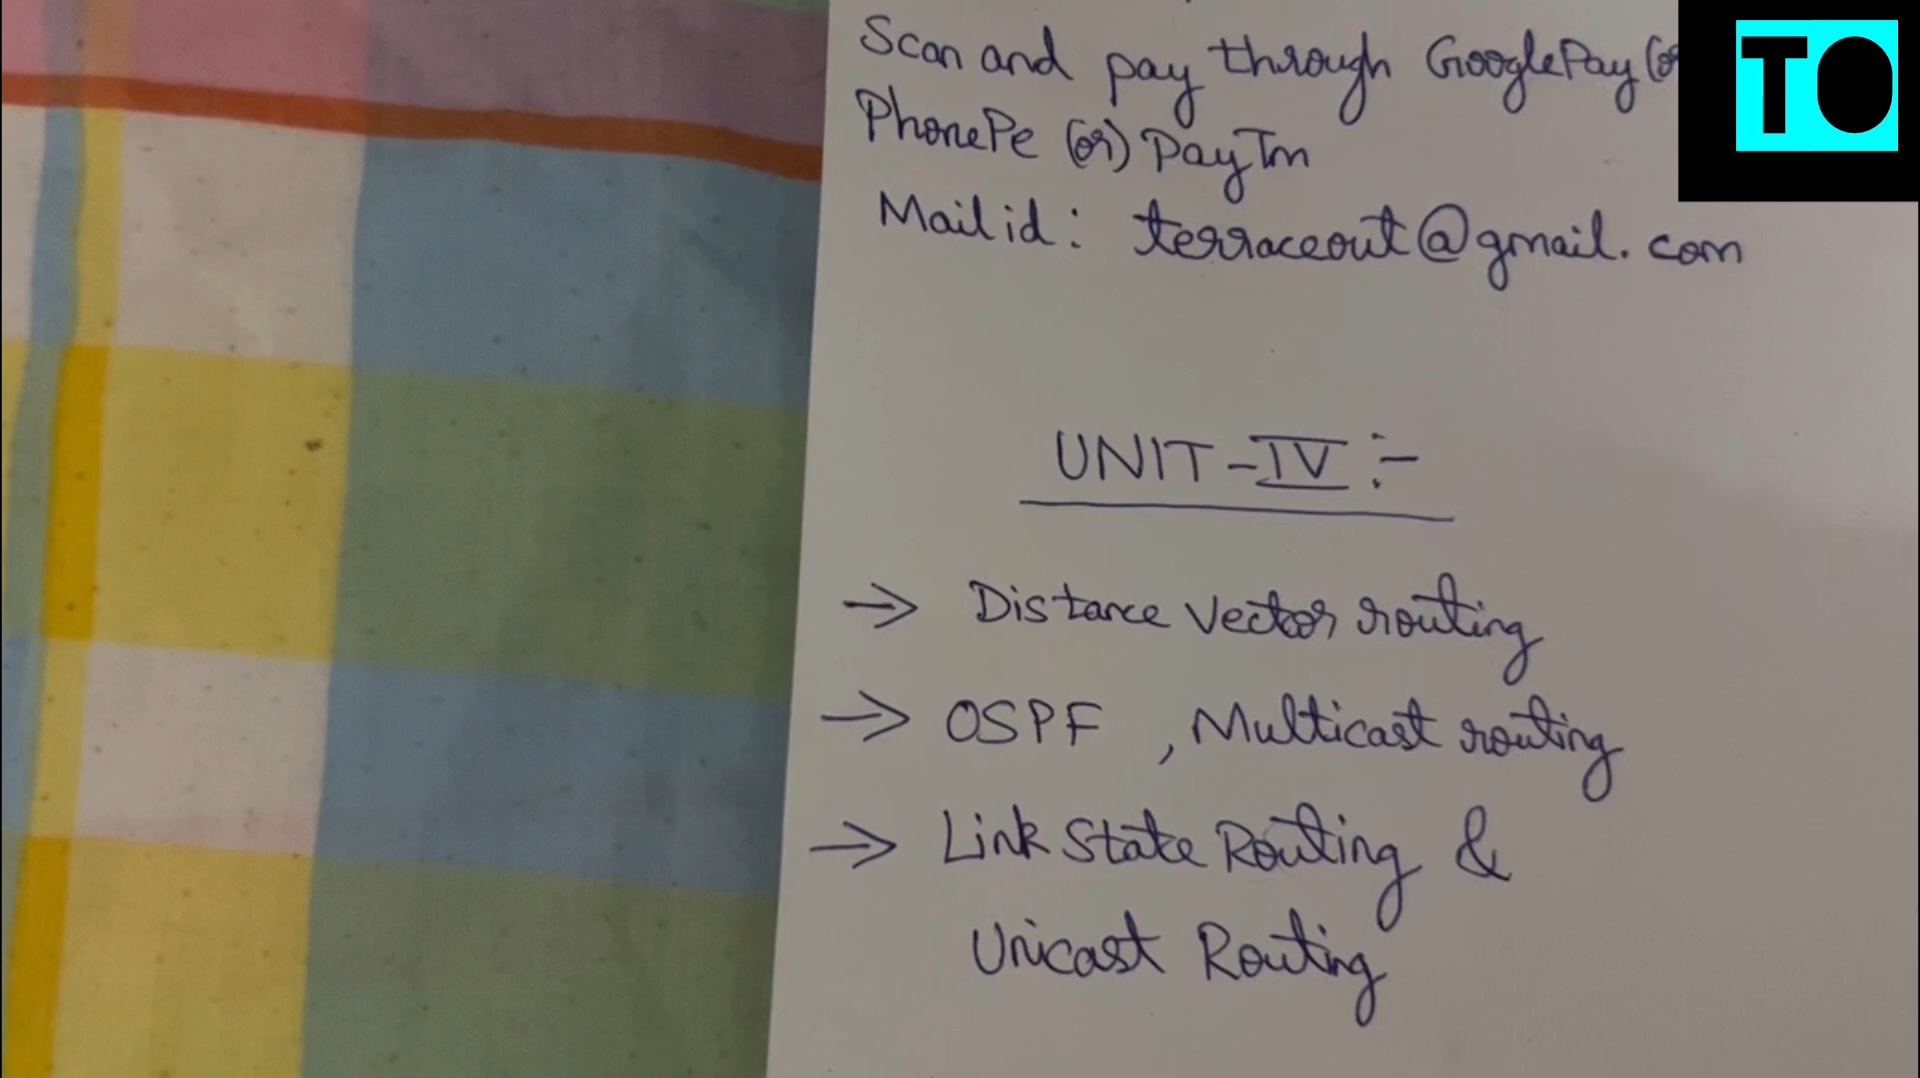 Scan and pay through GooglePay (or
PhonePe (or) PayTm
Mail id : terraceout@gmail.com
TO
UNIT-IV :-
→ Distance Vector routing
→ OSPF , Multicast routing
→ Link State Routing &
Unicast Routing